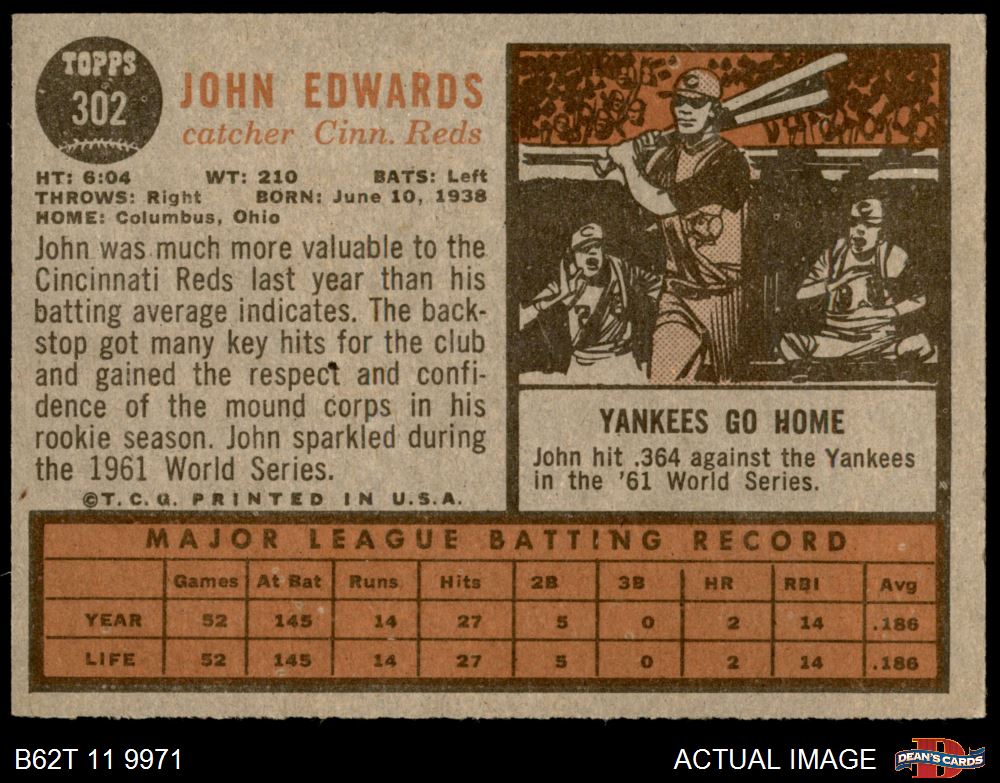 TOPPS
302
JOHN EDWARDS
catcher Cinn. Reds
HT: 6:04 WT: 210 BATS: Left
THROWS: Right BORN: June 10, 1938
HOME: Columbus, Ohio
John was much more valuable to the
Cincinnati Reds last year than his
batting average indicates. The back-
stop got many key hits for the club
and gained the respect and confi-
dence of the mound corps in his
rookie season. John sparkled during
the 1961 World Series.
©T.C.G. PRINTED IN U.S.A.
C
C
C
YANKEES GO HOME
John hit .364 against the Yankees
in the '61 World Series.
MAJOR LEAGUE BATTING RECORD
Games At Bat Runs Hits 2B 3B HR RBI Avg
YEAR 52 145 14 27 5 0 2 14 .186
LIFE 52 145 14 27 5 0 2 14 .186
B62T 11 9971
ACTUAL IMAGE
D
DEAN'S CARDS